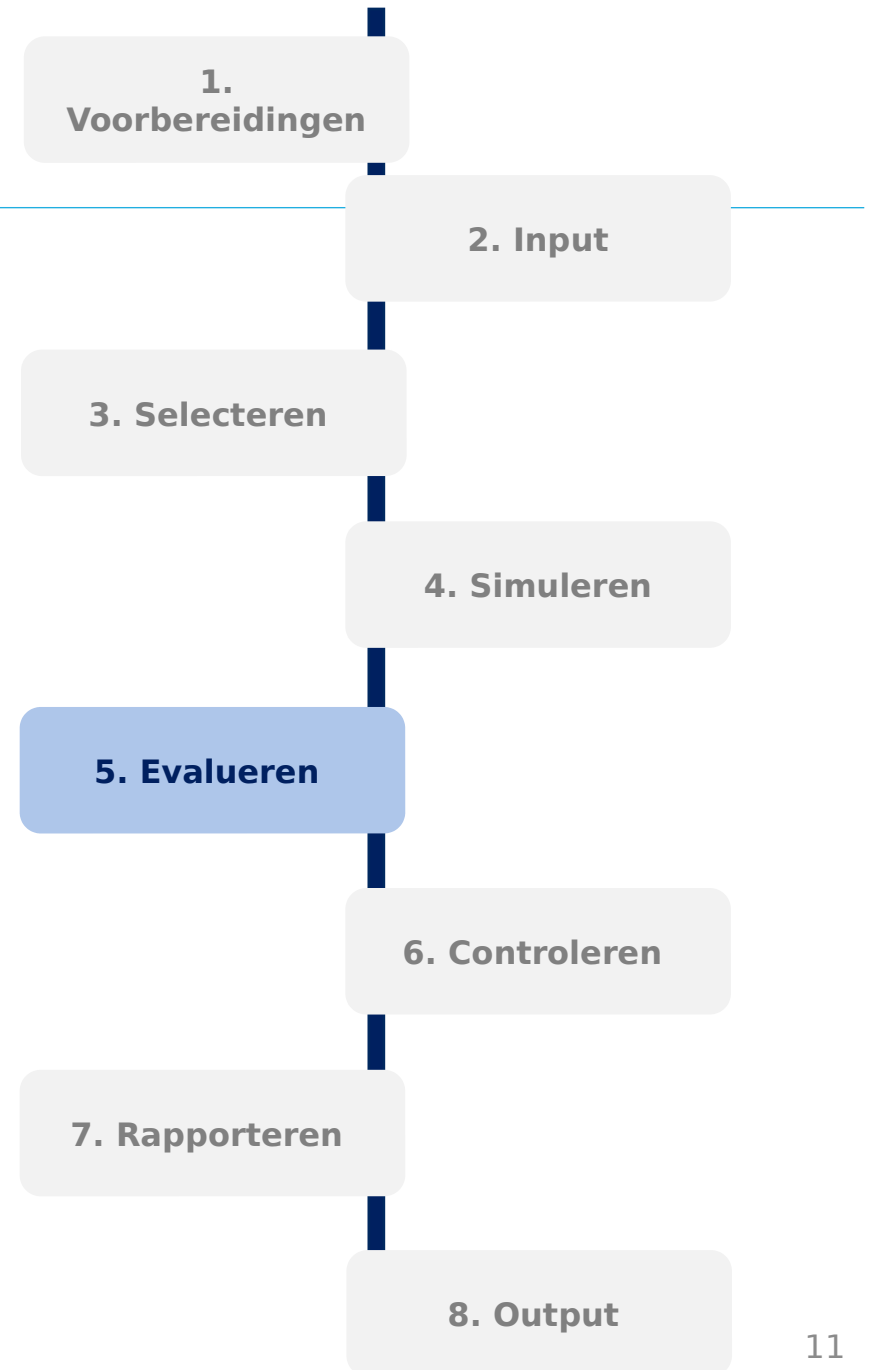 1.
Voorbereidingen
2. Input
3. Selecteren
4. Simuleren
5. Evalueren
6. Controleren
7. Rapporteren
8. Output
11